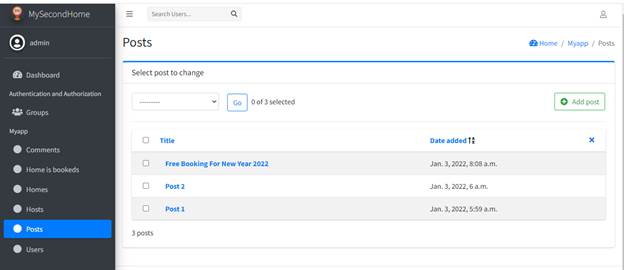 MySecondHome
Search Users...
admin
Posts
Home / Myapp / Posts
Dashboard
Select post to change
Authentication and Authorization
---------
Go
0 of 3 selected
Add post
Groups
Myapp
Title
Date added
Comments
Free Booking For New Year 2022
Jan. 3, 2022, 8:08 a.m.
Home is bookeds
Homes
Post 2
Jan. 3, 2022, 6 a.m.
Hosts
Post 1
Jan. 3, 2022, 5:59 a.m.
Posts
3 posts
Users